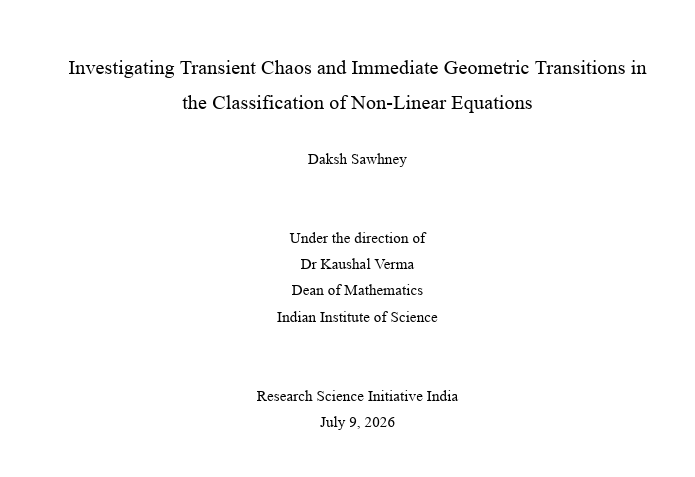 Investigating Transient Chaos and Immediate Geometric Transitions in
the Classification of Non-Linear Equations
Daksh Sawhney
Under the direction of
Dr Kaushal Verma
Dean of Mathematics
Indian Institute of Science
Research Science Initiative India
July 9, 2026